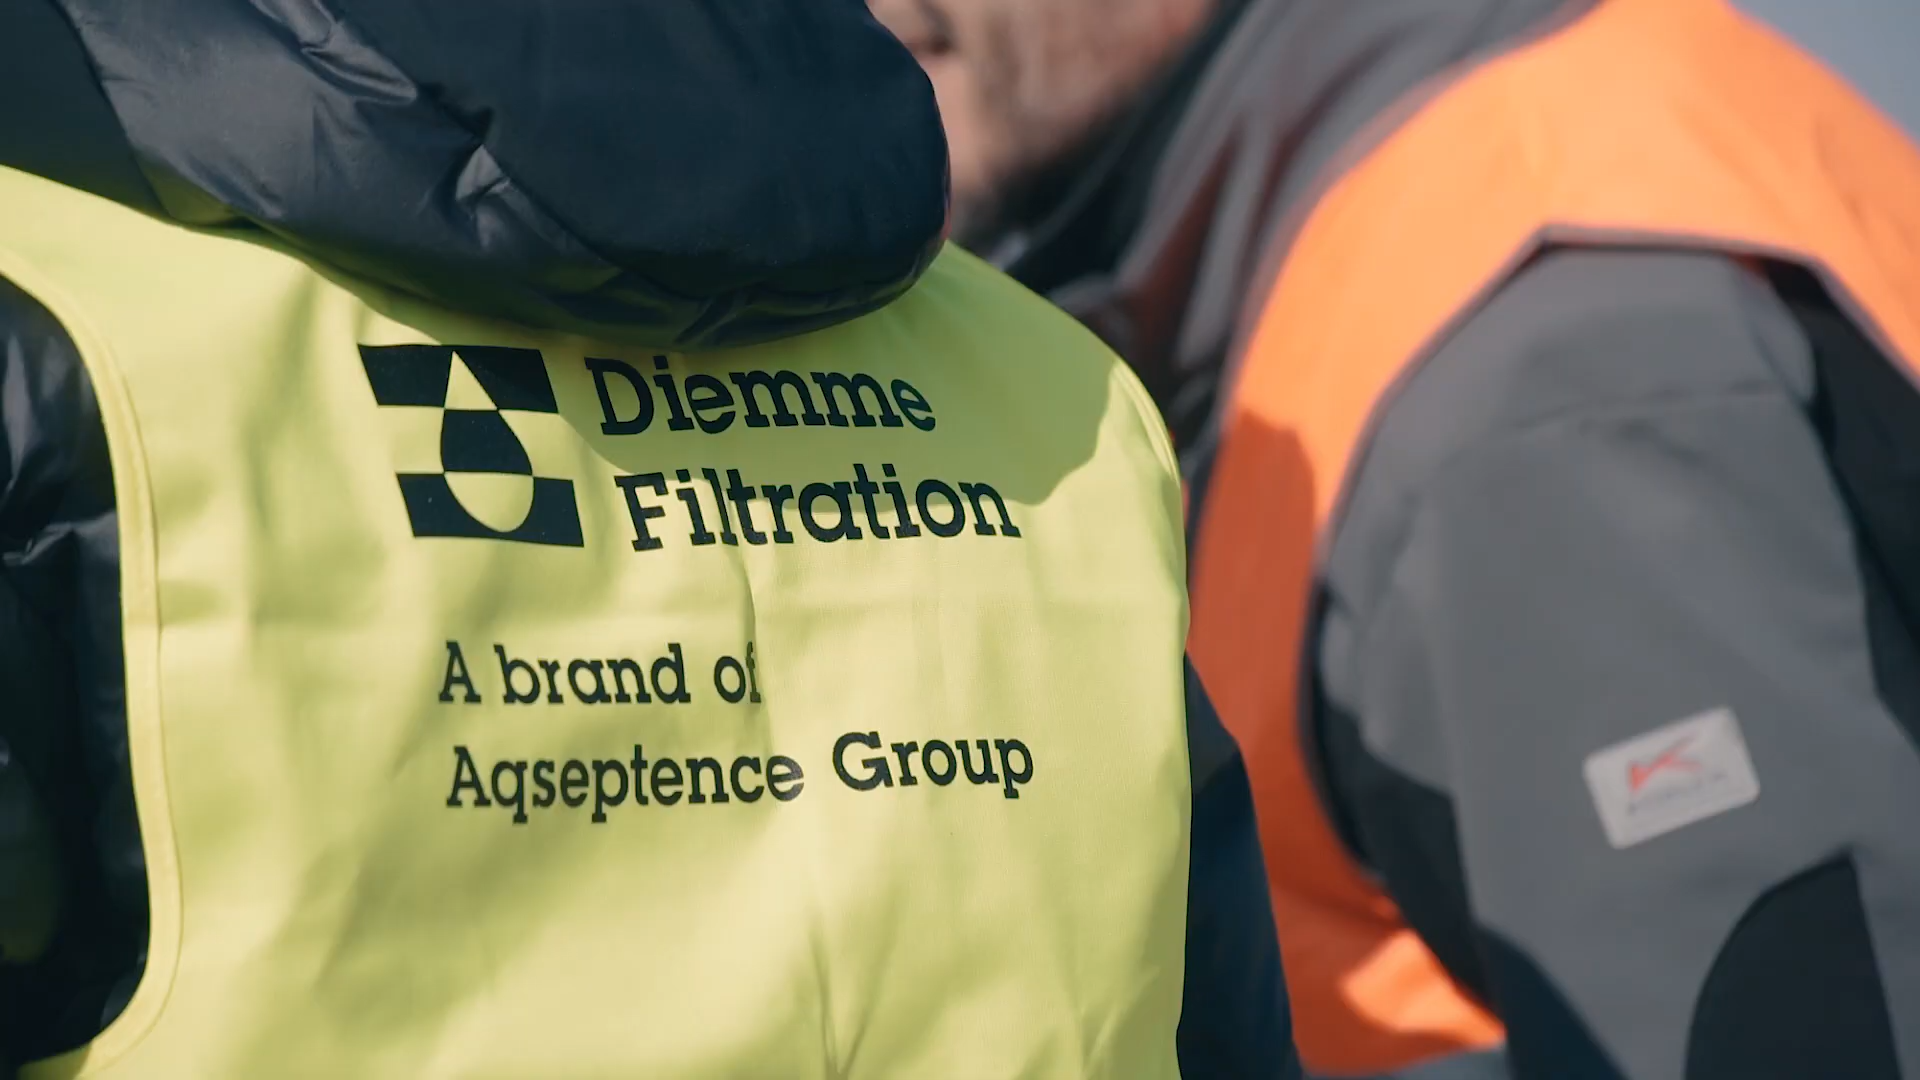 Diemme
Filtration
A brand of
Aqseptence Group